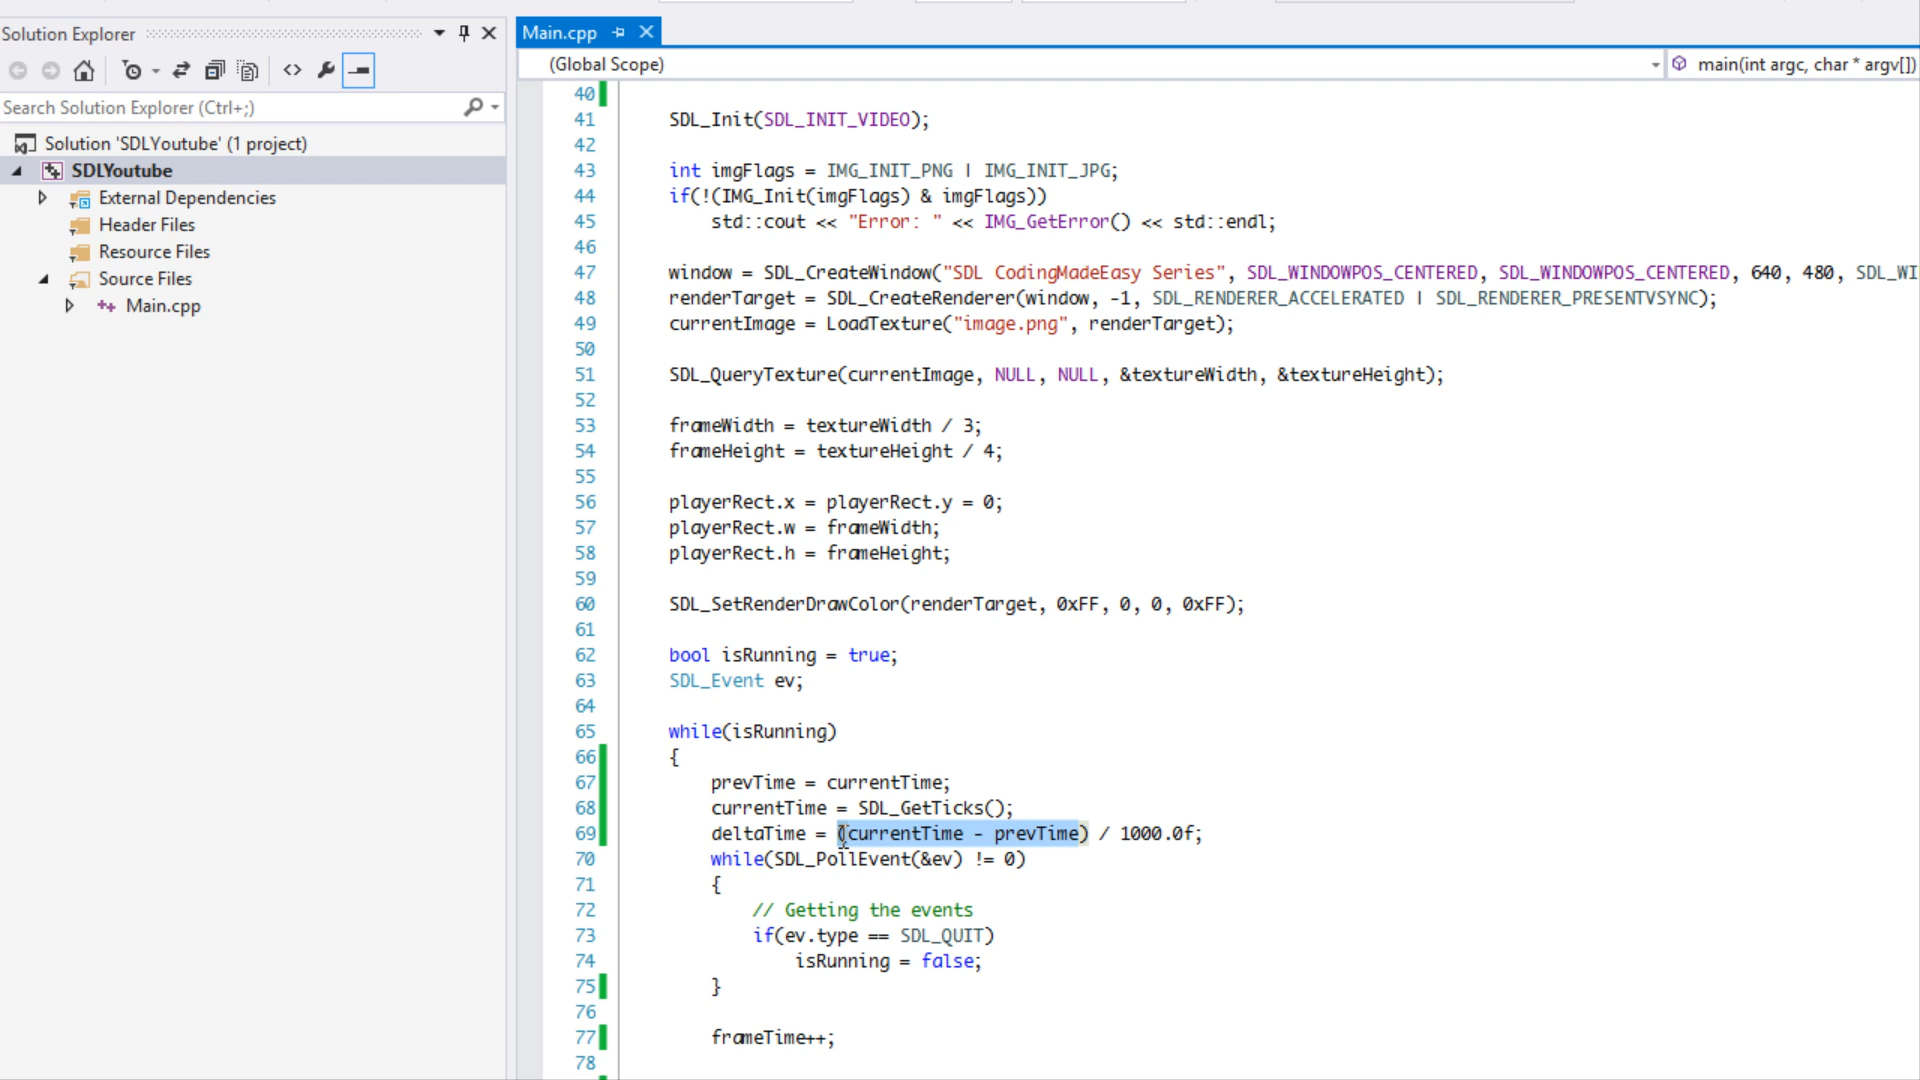 Solution Explorer
Search Solution Explorer (Ctrl+;)
Solution 'SDLYoutube' (1 project)
SDLYoutube
External Dependencies
Header Files
Resource Files
Source Files
Main.cpp
Main.cpp
(Global Scope)
main(int argc, char * argv[])
40
41 SDL_Init(SDL_INIT_VIDEO);
42
43 int imgFlags = IMG_INIT_PNG | IMG_INIT_JPG;
44 if(!(IMG_Init(imgFlags) & imgFlags))
45 std::cout << "Error: " << IMG_GetError() << std::endl;
46
47 window = SDL_CreateWindow("SDL CodingMadeEasy Series", SDL_WINDOWPOS_CENTERED, SDL_WINDOWPOS_CENTERED, 640, 480, SDL_WI
48 renderTarget = SDL_CreateRenderer(window, -1, SDL_RENDERER_ACCELERATED | SDL_RENDERER_PRESENTVSYNC);
49 currentImage = LoadTexture("image.png", renderTarget);
50
51 SDL_QueryTexture(currentImage, NULL, NULL, &textureWidth, &textureHeight);
52
53 frameWidth = textureWidth / 3;
54 frameHeight = textureHeight / 4;
55
56 playerRect.x = playerRect.y = 0;
57 playerRect.w = frameWidth;
58 playerRect.h = frameHeight;
59
60 SDL_SetRenderDrawColor(renderTarget, 0xFF, 0, 0, 0xFF);
61
62 bool isRunning = true;
63 SDL_Event ev;
64
65 while(isRunning)
66 {
67 prevTime = currentTime;
68 currentTime = SDL_GetTicks();
69 deltaTime = (currentTime - prevTime) / 1000.0f;
70 while(SDL_PollEvent(&ev) != 0)
71 {
72 // Getting the events
73 if(ev.type == SDL_QUIT)
74 isRunning = false;
75 }
76
77 frameTime++;
78